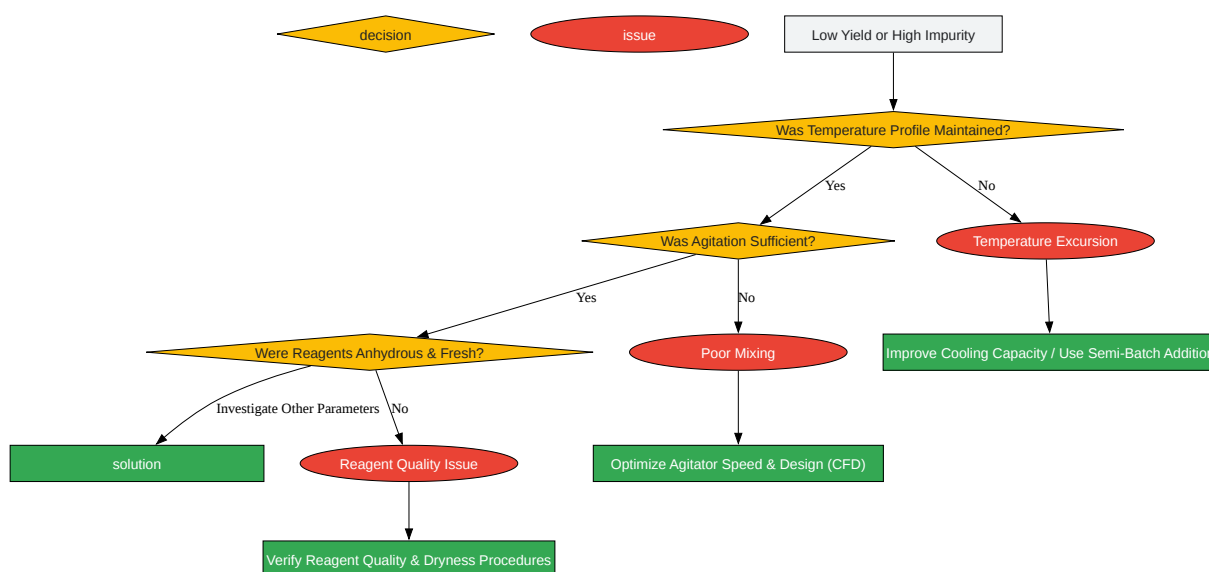 decision
issue
Low Yield or High Impurity
Was Temperature Profile Maintained?
Yes
No
Was Agitation Sufficient?
Temperature Excursion
Yes
No
Were Reagents Anhydrous & Fresh?
Poor Mixing
Improve Cooling Capacity / Use Semi-Batch Addition
Investigate Other Parameters
No
solution
Reagent Quality Issue
Optimize Agitator Speed & Design (CFD)
Verify Reagent Quality & Dryness Procedures